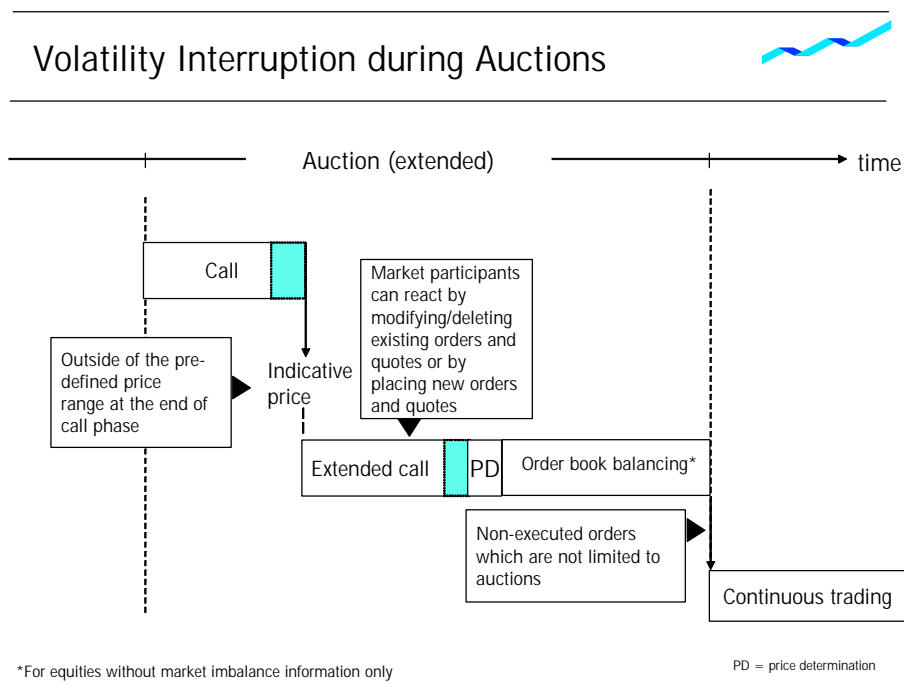 Volatility Interruption during Auctions
Auction (extended)
time
Call
Market participants
can react by
modifying/deleting
existing orders and
quotes or by
placing new orders
and quotes
Outside of the pre-
defined price
range at the end of
call phase
Indicative
price
Extended call
PD
Order book balancing*
Non-executed orders
which are not limited to
auctions
Continuous trading
*For equities without market imbalance information only
PD = price determination